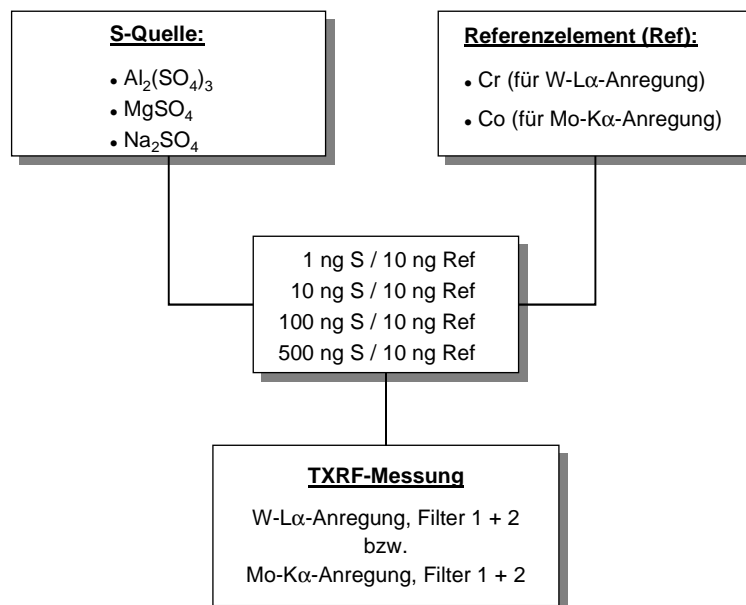 S-Quelle:
• Al₂(SO₄)₃
• MgSO₄
• Na₂SO₄
Referenzelement (Ref):
• Cr (für W-Lα-Anregung)
• Co (für Mo-Kα-Anregung)
1 ng S / 10 ng Ref
10 ng S / 10 ng Ref
100 ng S / 10 ng Ref
500 ng S / 10 ng Ref
TXRF-Messung
W-Lα-Anregung, Filter 1 + 2
bzw.
Mo-Kα-Anregung, Filter 1 + 2